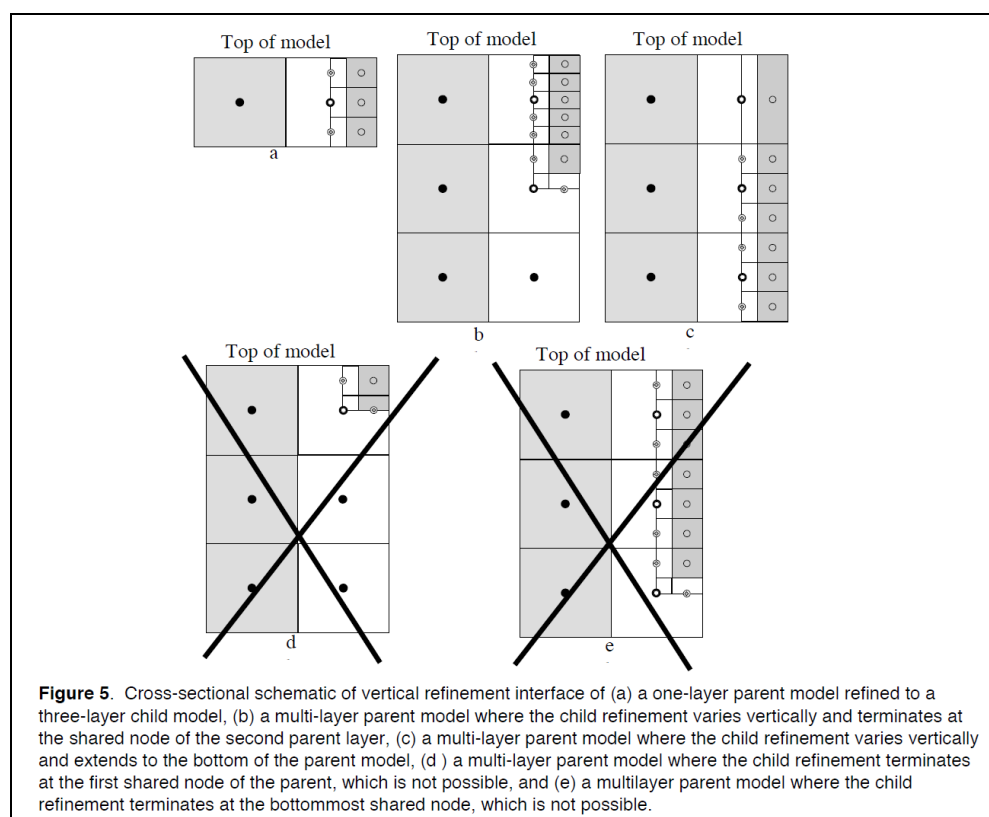 Top of model
Top of model
Top of model
a
b
c
Top of model
Top of model
d
e
Figure 5. Cross-sectional schematic of vertical refinement interface of (a) a one-layer parent model refined to a
three-layer child model, (b) a multi-layer parent model where the child refinement varies vertically and terminates at
the shared node of the second parent layer, (c) a multi-layer parent model where the child refinement varies vertically
and extends to the bottom of the parent model, (d ) a multi-layer parent model where the child refinement terminates
at the first shared node of the parent, which is not possible, and (e) a multilayer parent model where the child
refinement terminates at the bottommost shared node, which is not possible.